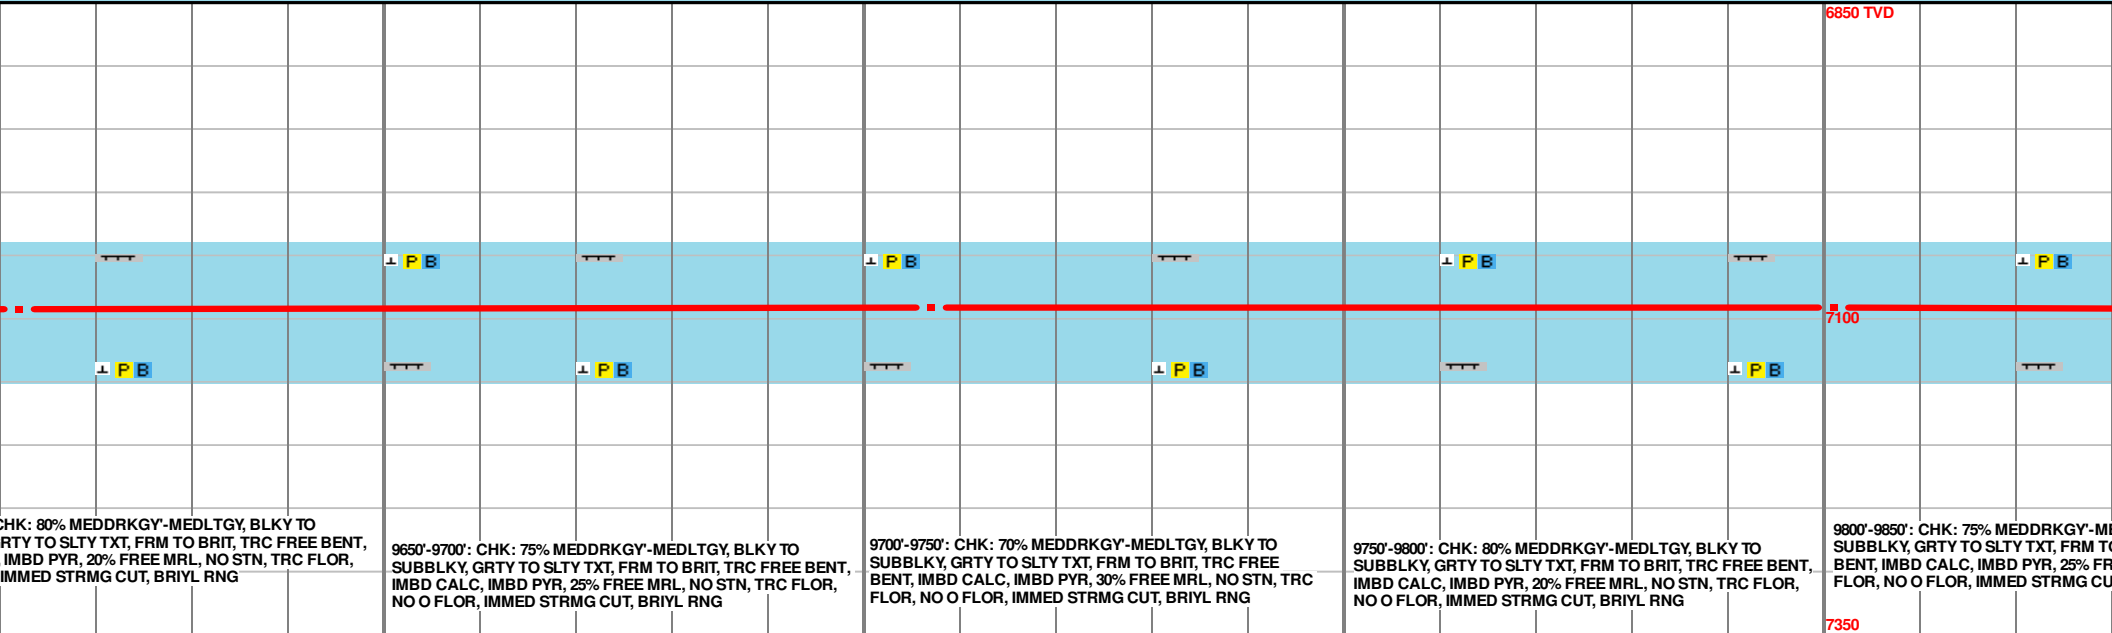 6850 TVD
P B
P B
P B
P B
7100
P B
P B
P B
P B
CHK: 80% MEDDRKGY'-MEDLTGY, BLKY TO
RTY TO SLTY TXT, FRM TO BRIT, TRC FREE BENT,
IMBD PYR, 20% FREE MRL, NO STN, TRC FLOR,
IMMED STRMG CUT, BRIYL RNG
9650'-9700': CHK: 75% MEDDRKGY'-MEDLTGY, BLKY TO
SUBBLKY, GRTY TO SLTY TXT, FRM TO BRIT, TRC FREE BENT,
IMBD CALC, IMBD PYR, 25% FREE MRL, NO STN, TRC FLOR,
NO O FLOR, IMMED STRMG CUT, BRIYL RNG
9700'-9750': CHK: 70% MEDDRKGY'-MEDLTGY, BLKY TO
SUBBLKY, GRTY TO SLTY TXT, FRM TO BRIT, TRC FREE
BENT, IMBD CALC, IMBD PYR, 30% FREE MRL, NO STN, TRC
FLOR, NO O FLOR, IMMED STRMG CUT, BRIYL RNG
9750'-9800': CHK: 80% MEDDRKGY'-MEDLTGY, BLKY TO
SUBBLKY, GRTY TO SLTY TXT, FRM TO BRIT, TRC FREE BENT,
IMBD CALC, IMBD PYR, 20% FREE MRL, NO STN, TRC FLOR,
NO O FLOR, IMMED STRMG CUT, BRIYL RNG
9800'-9850': CHK: 75% MEDDRKGY'-ME
SUBBLKY, GRTY TO SLTY TXT, FRM TO
BENT, IMBD CALC, IMBD PYR, 25% FR
FLOR, NO O FLOR, IMMED STRMG CU
7350